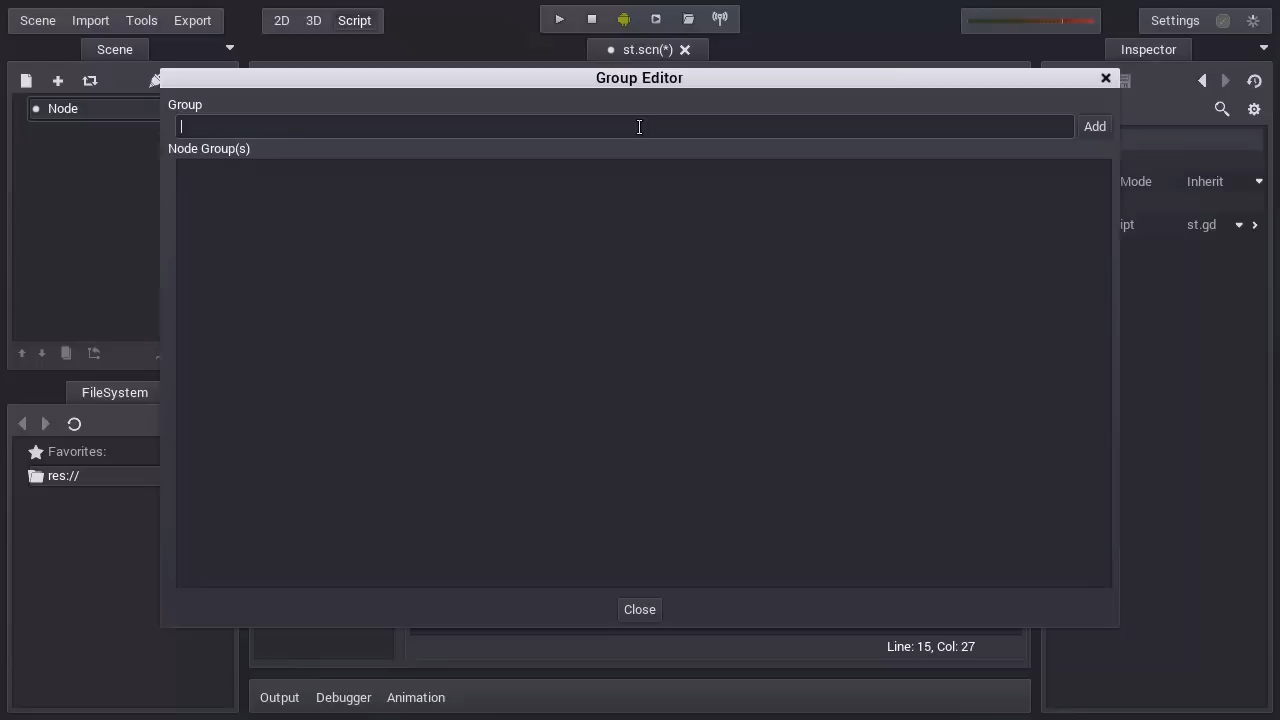 Scene Import Tools Export 2D 3D Script Settings
Scene st.scn(*) Inspector
Group Editor
Group
Node
Add
Node Group(s)
Mode Inherit
ipt st.gd
FileSystem
Favorites:
res://
Close
Line: 15, Col: 27
Output Debugger Animation